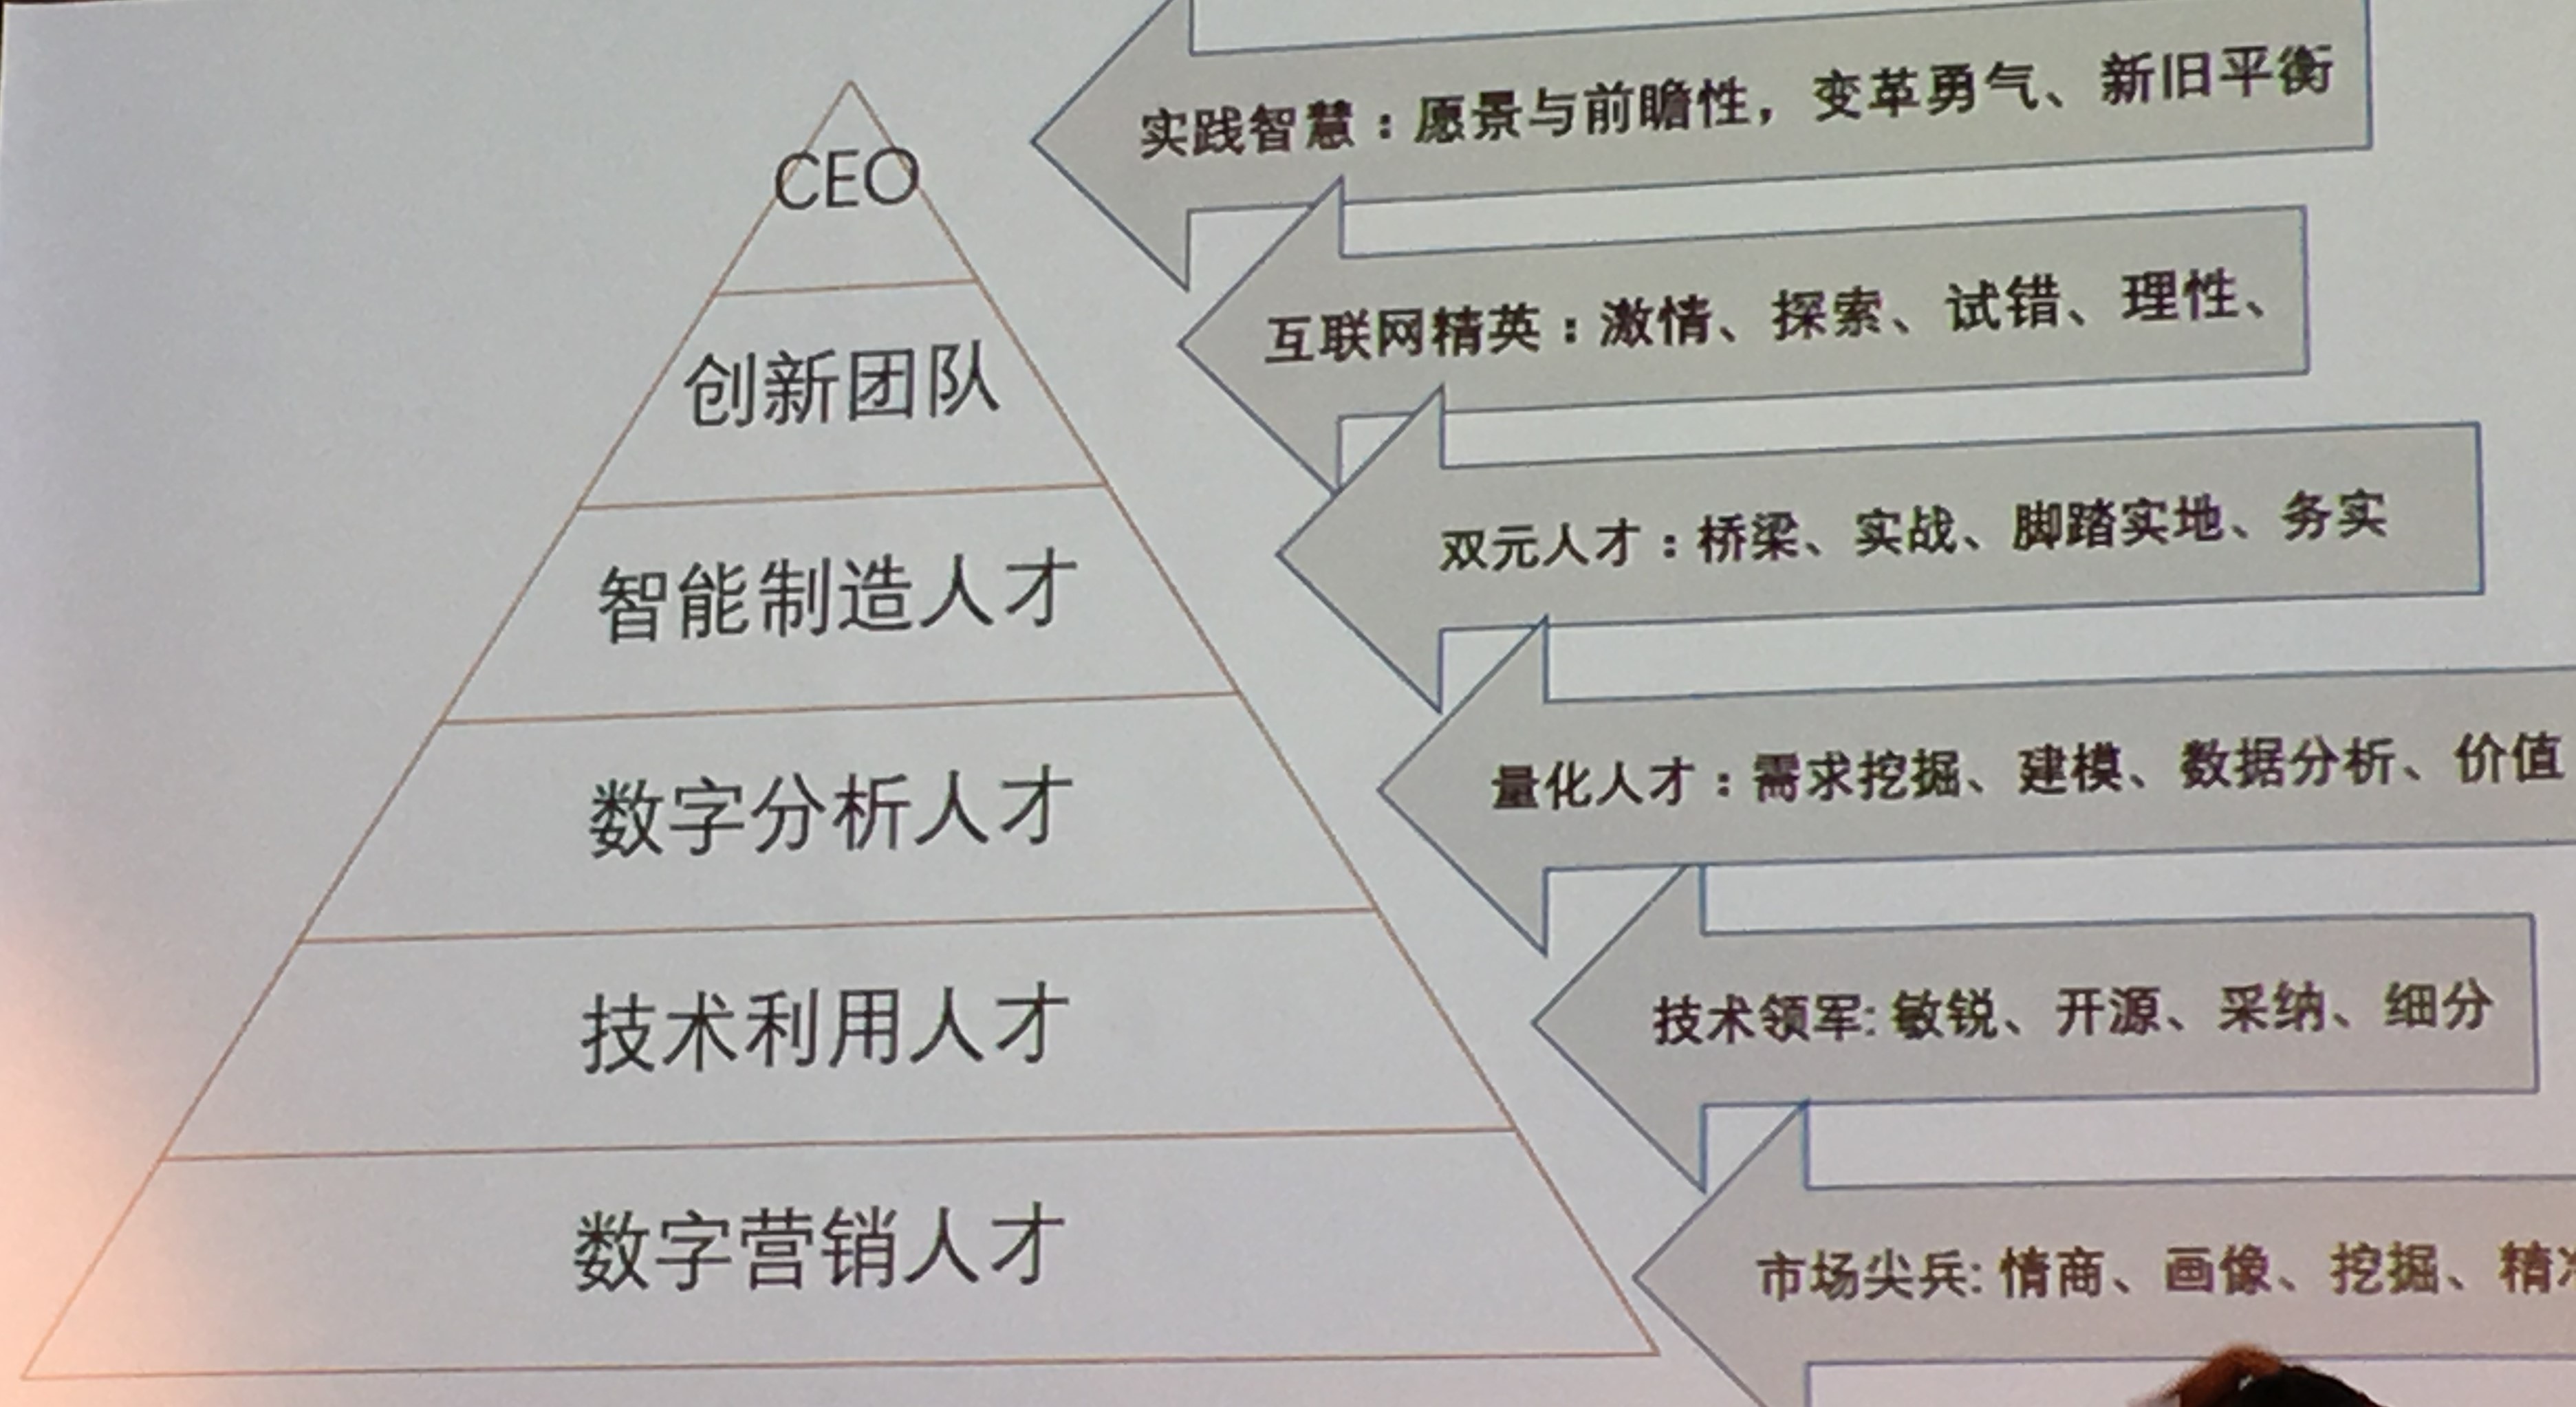 CEO
实践智慧：愿景与前瞻性，变革勇气、新旧平衡
创新团队
互联网精英：激情、探索、试错、理性、
智能制造人才
双元人才：桥梁、实战、脚踏实地、务实
数字分析人才
量化人才：需求挖掘、建模、数据分析、价值
技术利用人才
技术领军: 敏锐、开源、采纳、细分
数字营销人才
市场尖兵: 情商、画像、挖掘、精